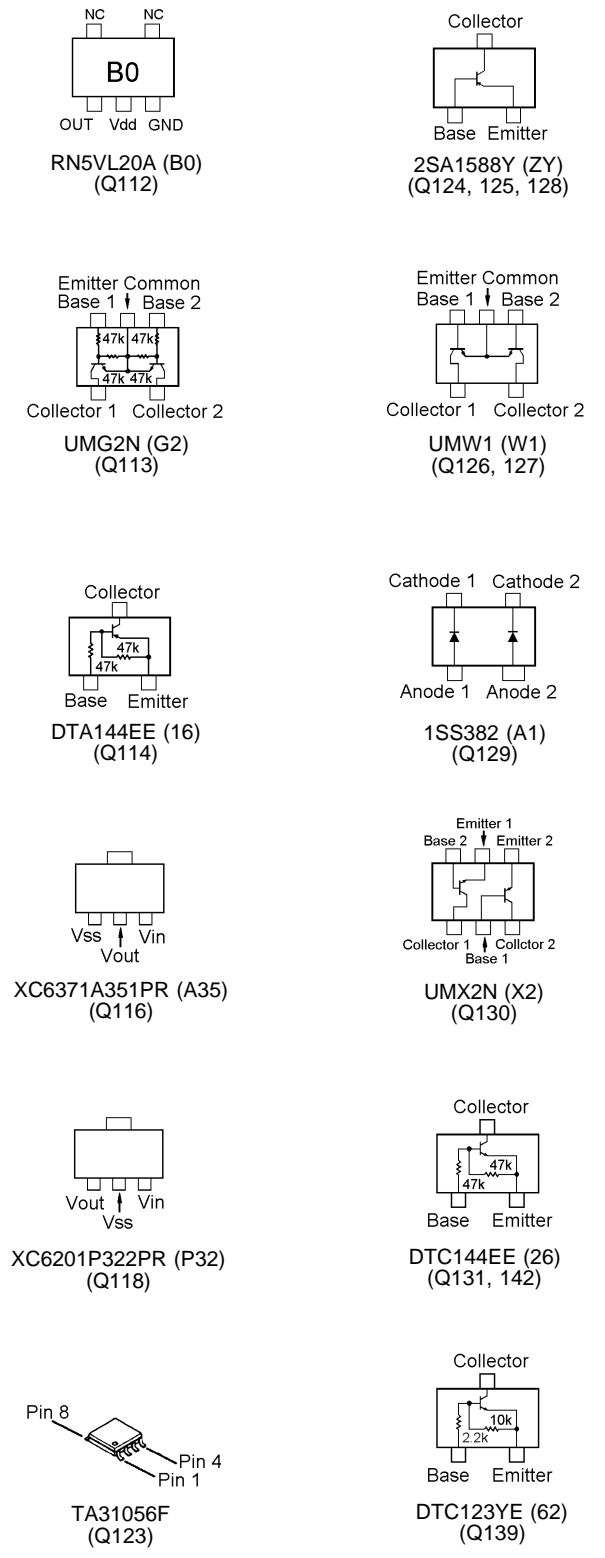 NC NC
B0
OUT Vdd GND
RN5VL20A (B0)
(Q112)
Collector
Base Emitter
2SA1588Y (ZY)
(Q124, 125, 128)
Emitter Common
Base 1 Base 2
47k 47k
47k 47k
Collector 1 Collector 2
UMG2N (G2)
(Q113)
Emitter Common
Base 1 Base 2
Collector 1 Collector 2
UMW1 (W1)
(Q126, 127)
Collector
47k
47k
Base Emitter
DTA144EE (16)
(Q114)
Cathode 1 Cathode 2
Anode 1 Anode 2
1SS382 (A1)
(Q129)
Vss Vin
Vout
XC6371A351PR (A35)
(Q116)
Emitter 1
Base 2 Emitter 2
Collector 1 Collctor 2
Base 1
UMX2N (X2)
(Q130)
Vout Vin
Vss
XC6201P322PR (P32)
(Q118)
Collector
47k
47k
Base Emitter
DTC144EE (26)
(Q131, 142)
Pin 8
Pin 4
Pin 1
TA31056F
(Q123)
Collector
10k
2.2k
Base Emitter
DTC123YE (62)
(Q139)